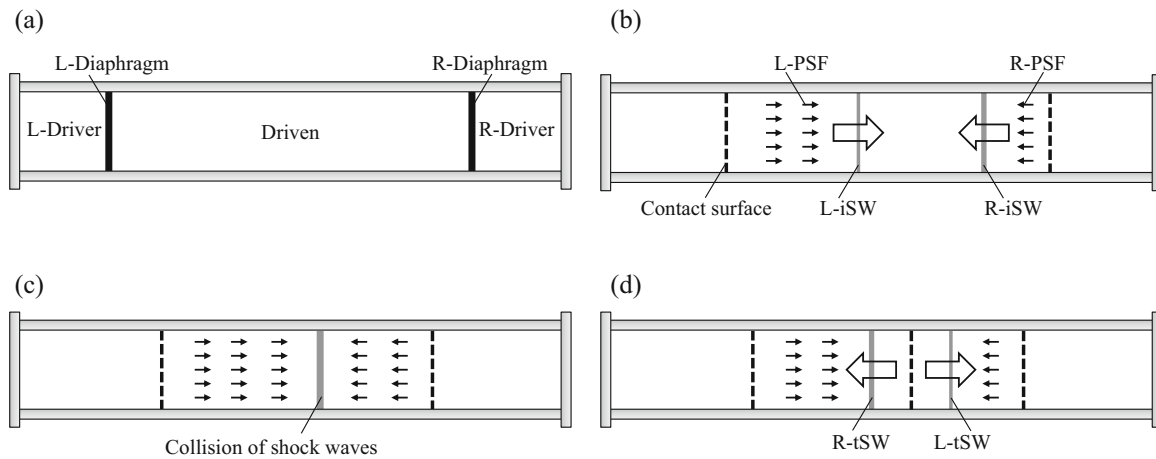 (a)
L-Diaphragm
R-Diaphragm
L-Driver
Driven
R-Driver
(b)
L-PSF
R-PSF
Contact surface
L-iSW
R-iSW
(c)
Collision of shock waves
(d)
R-tSW
L-tSW